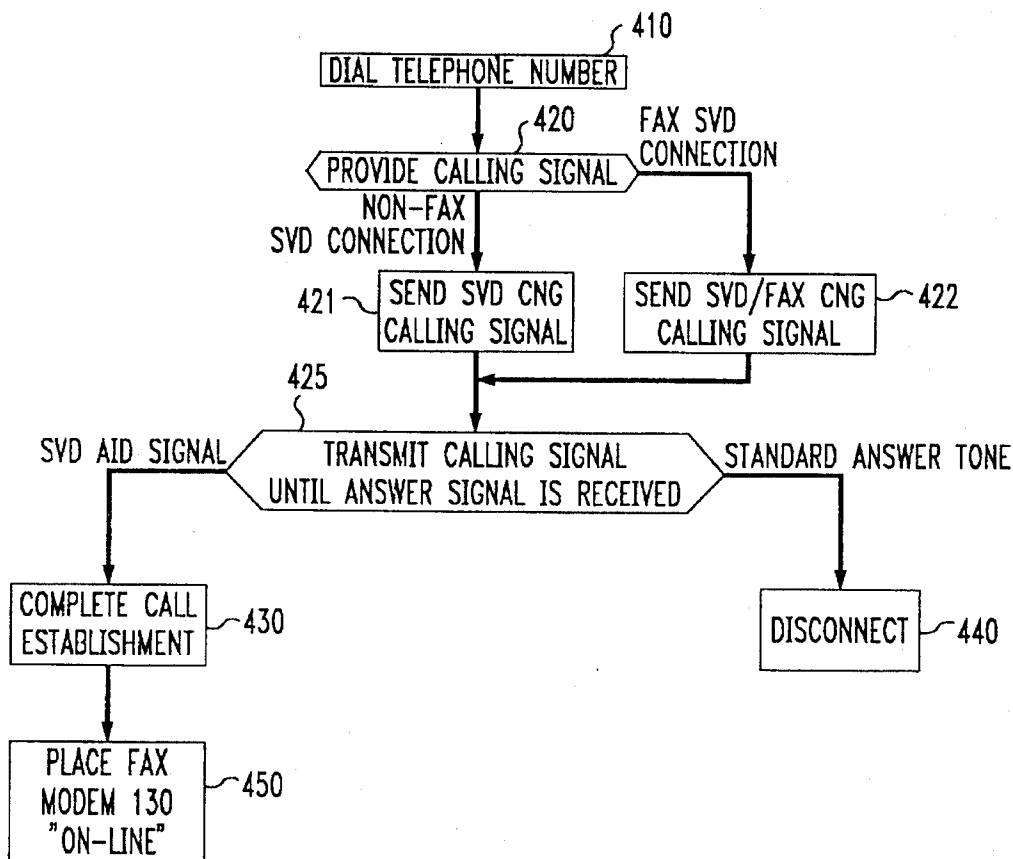 410
DIAL TELEPHONE NUMBER
420
FAX SVD
CONNECTION
PROVIDE CALLING SIGNAL
NON-FAX
SVD CONNECTION
421
SEND SVD CNG
CALLING SIGNAL
SEND SVD/FAX CNG
CALLING SIGNAL
422
425
SVD AID SIGNAL
TRANSMIT CALLING SIGNAL
UNTIL ANSWER SIGNAL IS RECEIVED
STANDARD ANSWER TONE
COMPLETE CALL
ESTABLISHMENT
430
DISCONNECT
440
PLACE FAX
MODEM 130
"ON-LINE"
450